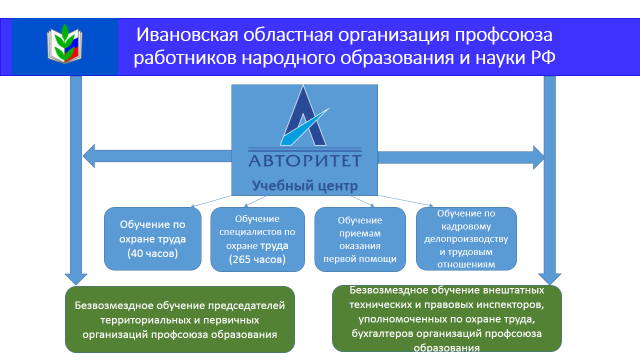 Ивановская областная организация профсоюза
работников народного образования и науки РФ
АВТОРИТЕТ
Учебный центр
Обучение по
охране труда
(40 часов)
Обучение
специалистов по
охране труда
(265 часов)
Обучение
приемам
оказания
первой помощи
Обучение по
кадровому
делопроизводству
и трудовым
отношениям
Безвозмездное обучение председателей
территориальных и первичных
организаций профсоюза образования
Безвозмездное обучение внештатных
технических и правовых инспекторов,
уполномоченных по охране труда,
бухгалтеров организаций профсоюза
образования